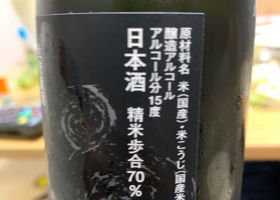 原材料名 米(国産)・米こうじ(国産米
醸造アルコール
アルコール分15度
日本酒 精米歩合70%